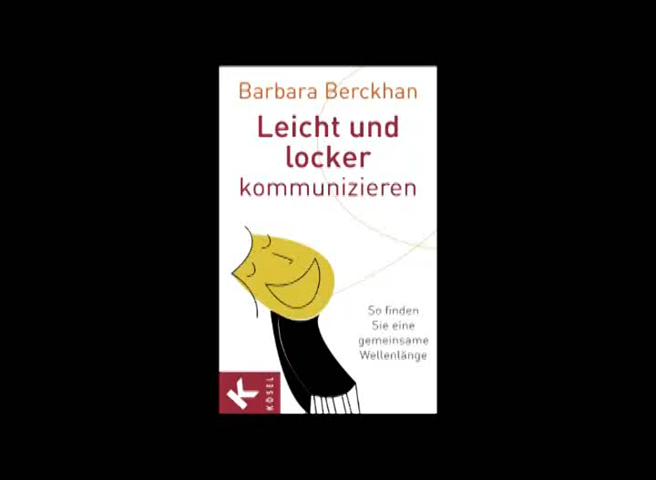 Barbara Berckhan
Leicht und
locker
kommunizieren
So finden
Sie eine
gemeinsame
Wellenlänge
KÖSEL